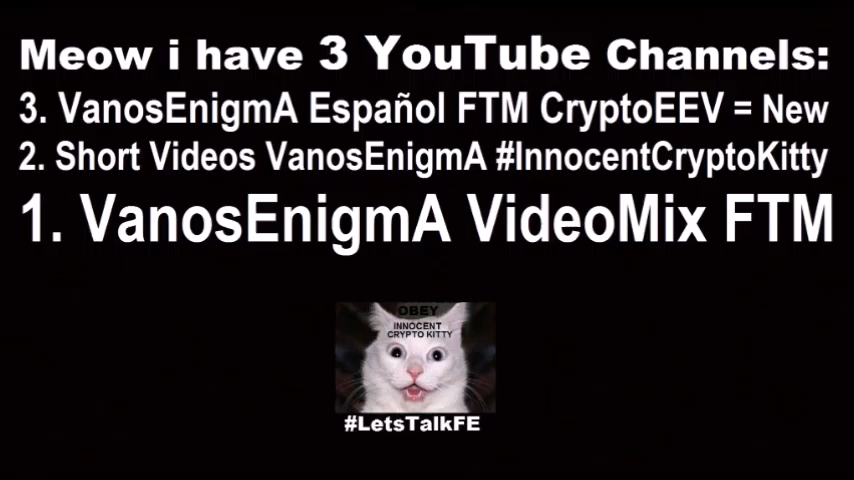 Meow i have 3 YouTube Channels:
3. VanosEnigmA Español FTM CryptoEEV = New
2. Short Videos VanosEnigmA #InnocentCryptoKitty
1. VanosEnigmA VideoMix FTM
OBEY
INNOCENT
CRYPTO KITTY
#LetsTalkFE